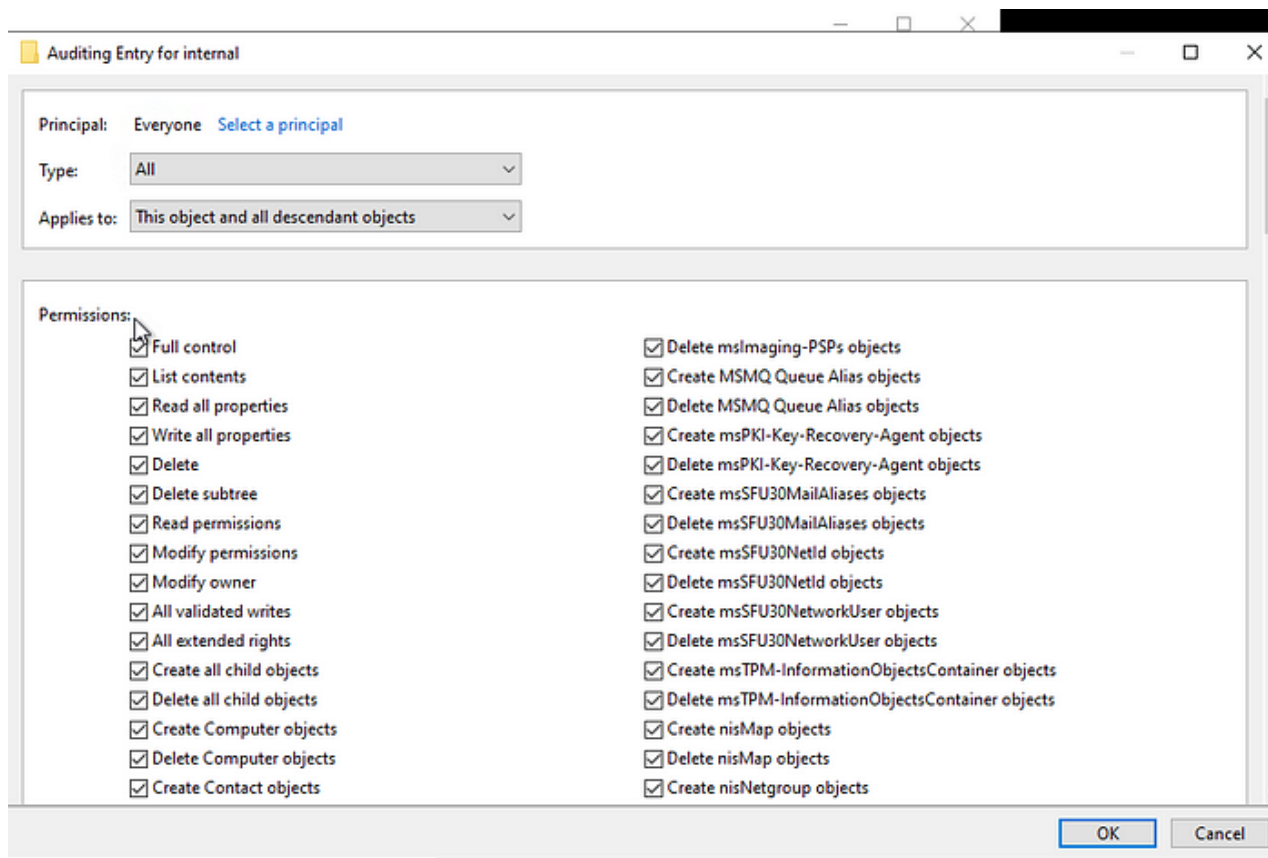 Auditing Entry for internal
Principal: Everyone Select a principal
Type: All
Applies to: This object and all descendant objects
Permissions:
Full control
List contents
Read all properties
Write all properties
Delete
Delete subtree
Read permissions
Modify permissions
Modify owner
All validated writes
All extended rights
Create all child objects
Delete all child objects
Create Computer objects
Delete Computer objects
Create Contact objects
Delete msImaging-PSPs objects
Create MSMQ Queue Alias objects
Delete MSMQ Queue Alias objects
Create msPKI-Key-Recovery-Agent objects
Delete msPKI-Key-Recovery-Agent objects
Create msSFU30MailAliases objects
Delete msSFU30MailAliases objects
Create msSFU30NetId objects
Delete msSFU30NetId objects
Create msSFU30NetworkUser objects
Delete msSFU30NetworkUser objects
Create msTPM-InformationObjectsContainer objects
Delete msTPM-InformationObjectsContainer objects
Create nisMap objects
Delete nisMap objects
Create nisNetgroup objects
OK Cancel